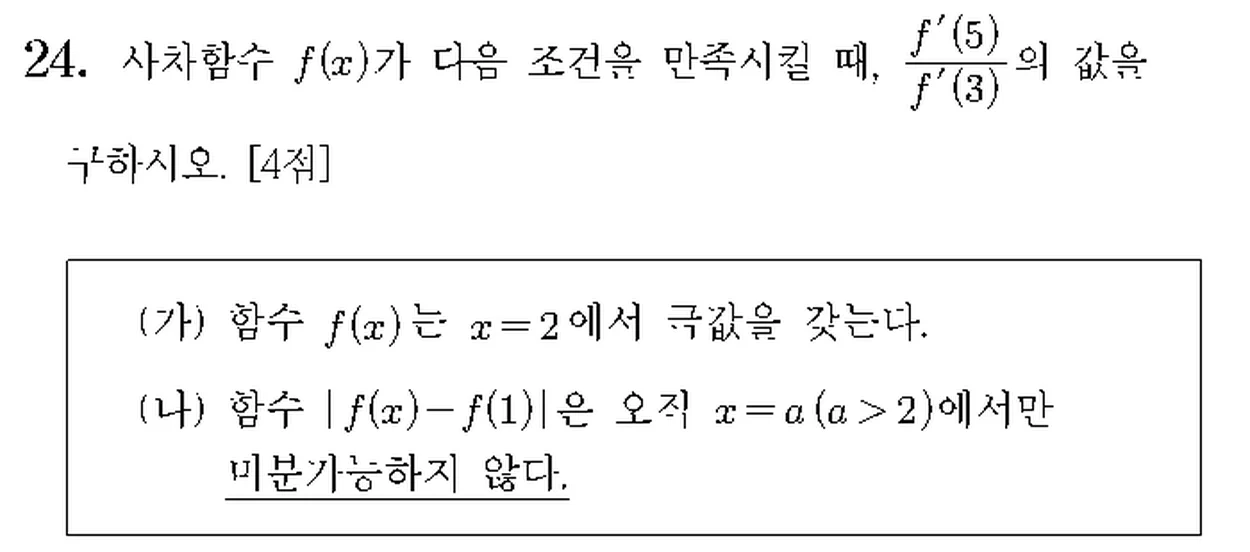 24. 사차함수 f(x)가 다음 조건을 만족시킬 때, f′(5)/f′(3)의 값을
구하시오. [4점]
(가) 함수 f(x)는 x=2에서 극값을 갖는다.
(나) 함수 |f(x)-f(1)|은 오직 x=a(a>2)에서만
미분가능하지 않다.